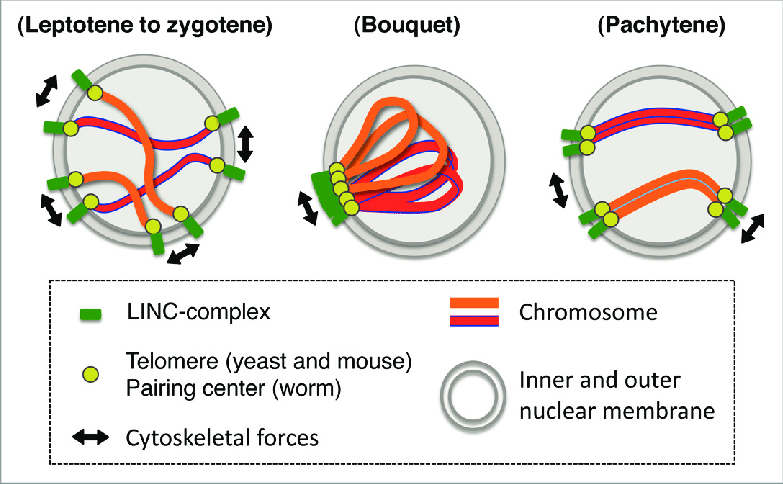 (Leptotene to zygotene)
(Bouquet)
(Pachytene)
LINC-complex
Telomere (yeast and mouse)
Pairing center (worm)
Cytoskeletal forces
Chromosome
Inner and outer
nuclear membrane